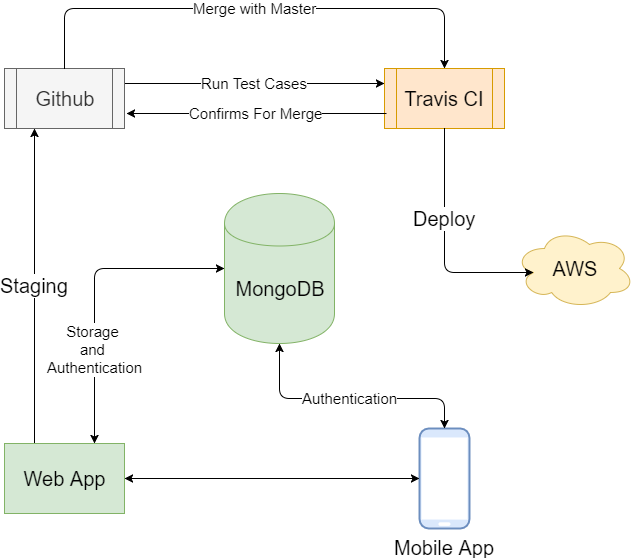 Merge with Master
Run Test Cases
Github
Travis CI
Confirms For Merge
Deploy
AWS
MongoDB
Staging
Storage
and
Authentication
Authentication
Web App
Mobile App